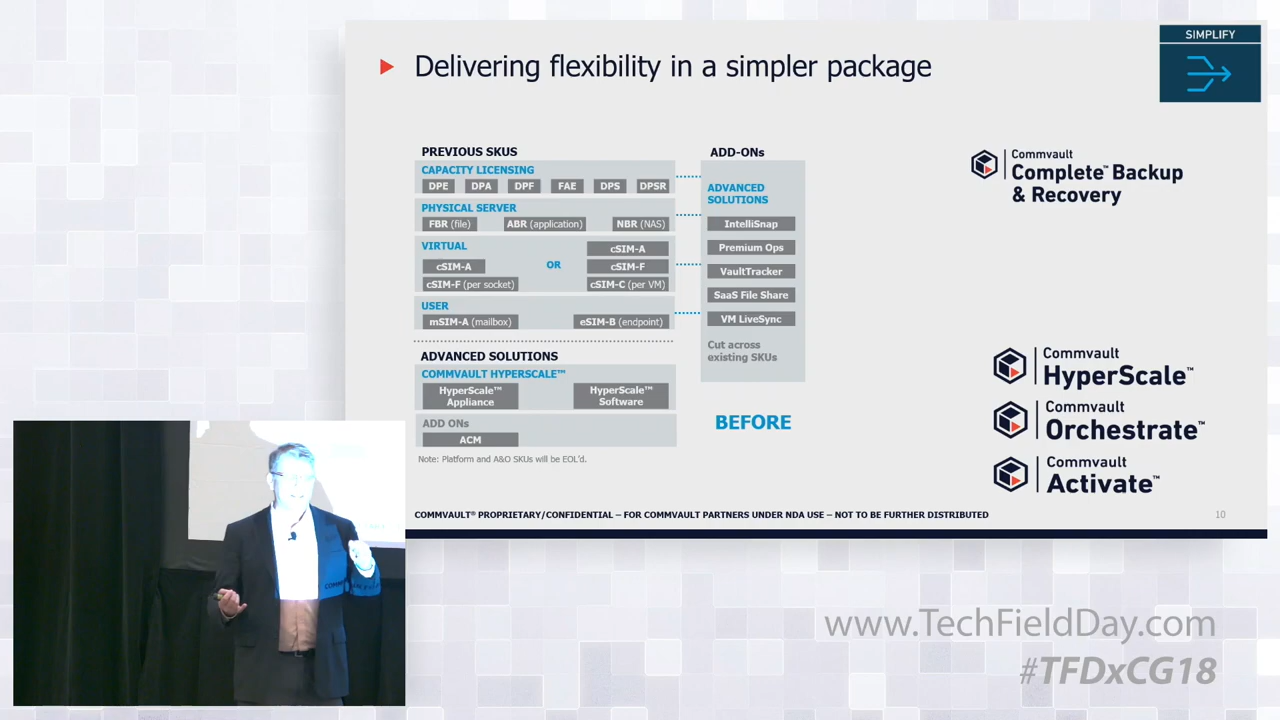 SIMPLIFY
Delivering flexibility in a simpler package
PREVIOUS SKUS
CAPACITY LICENSING
DPE DPA DPF FAE DPS DPSR
PHYSICAL SERVER
FBR (file) ABR (application) NBR (NAS)
VIRTUAL
cSIM-A
cSIM-F (per socket)
OR
cSIM-A
cSIM-F
cSIM-C (per VM)
USER
mSIM-A (mailbox) eSIM-B (endpoint)
ADVANCED SOLUTIONS
COMMVAULT HYPERSCALE™
HyperScale™
Appliance
HyperScale™
Software
ADD ONs
ACM
Note: Platform and A&O SKUs will be EOL'd.
ADD-ONs
ADVANCED
SOLUTIONS
IntelliSnap
Premium Ops
VaultTracker
SaaS File Share
VM LiveSync
Cut across
existing SKUs
BEFORE
Commvault
Complete™ Backup
& Recovery
Commvault
HyperScale™
Commvault
Orchestrate™
Commvault
Activate™
COMMVAULT® PROPRIETARY/CONFIDENTIAL – FOR COMMVAULT PARTNERS UNDER NDA USE – NOT TO BE FURTHER DISTRIBUTED
10
www.TechFieldDay.com
#TFDxCG18